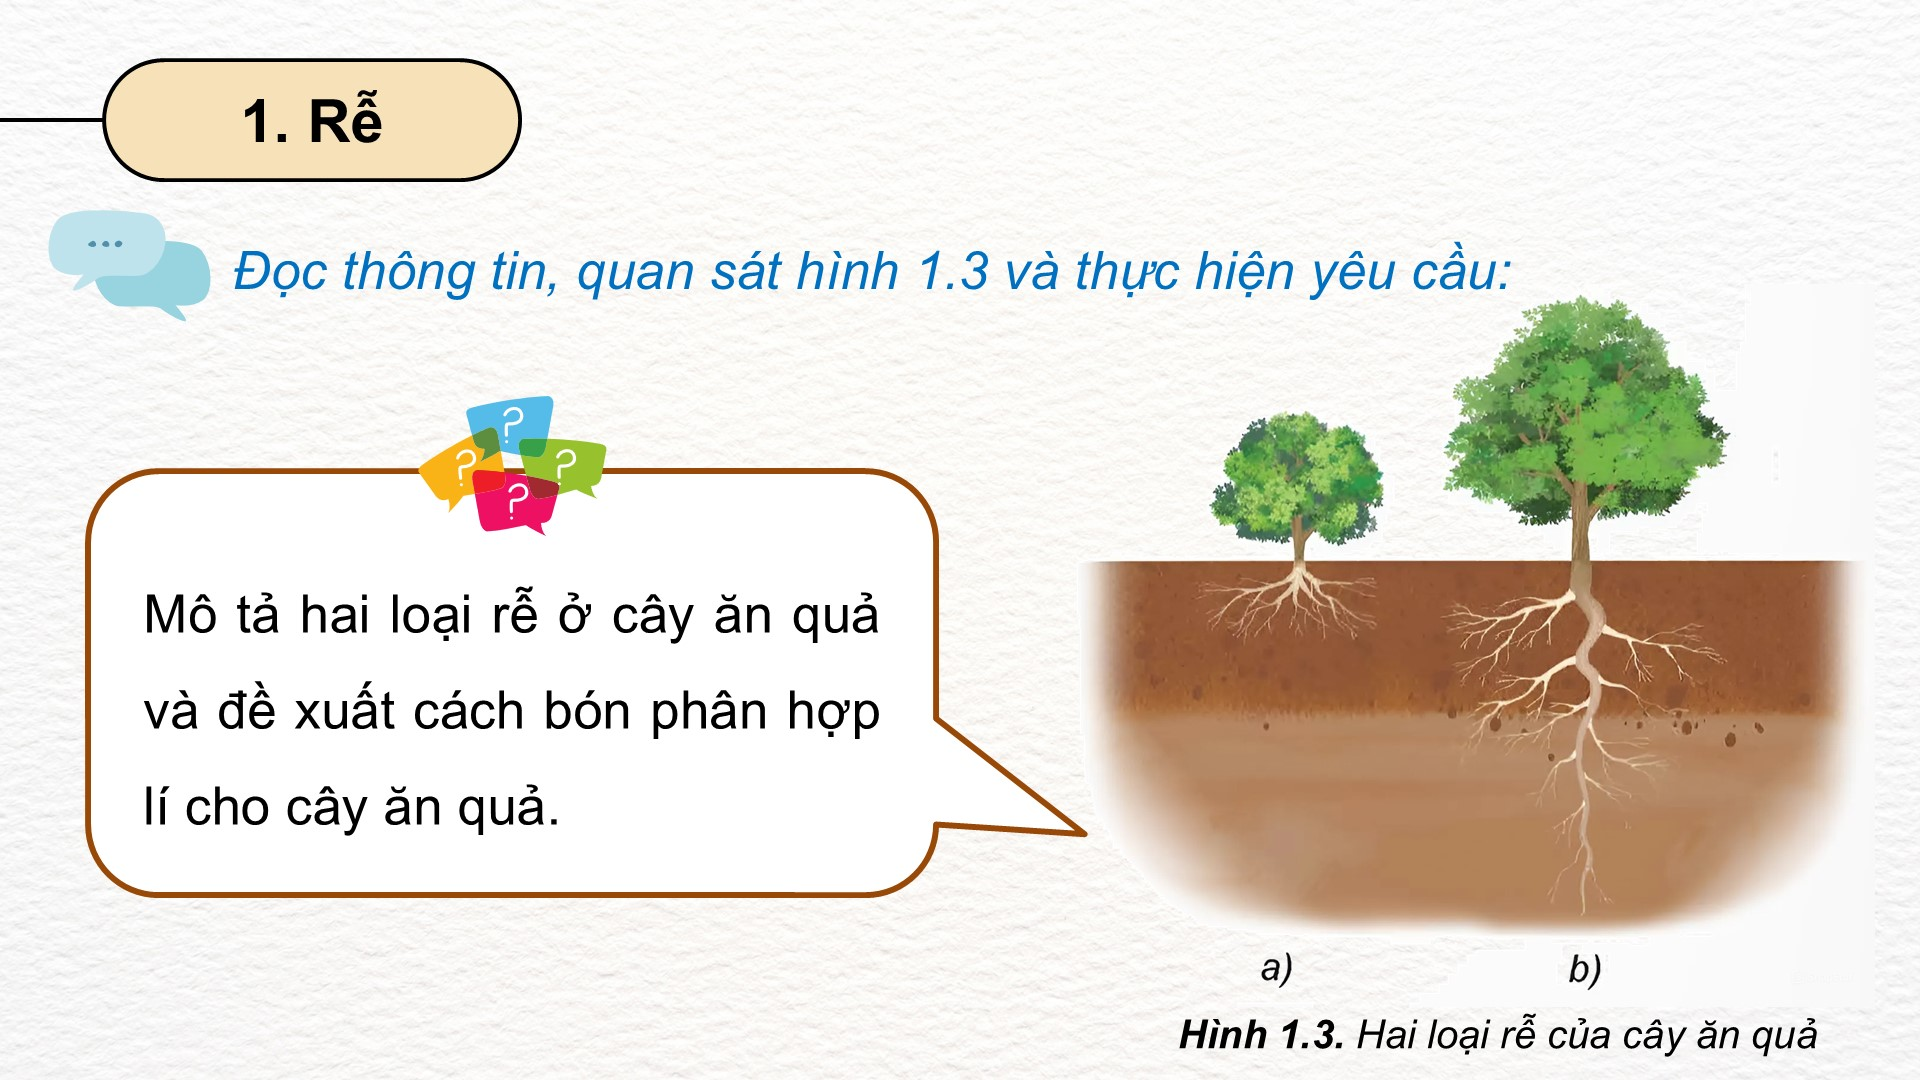 1. Rễ
Đọc thông tin, quan sát hình 1.3 và thực hiện yêu cầu:
Mô tả hai loại rễ ở cây ăn quả
và đề xuất cách bón phân hợp
lí cho cây ăn quả.
a)
b)
Hình 1.3. Hai loại rễ của cây ăn quả